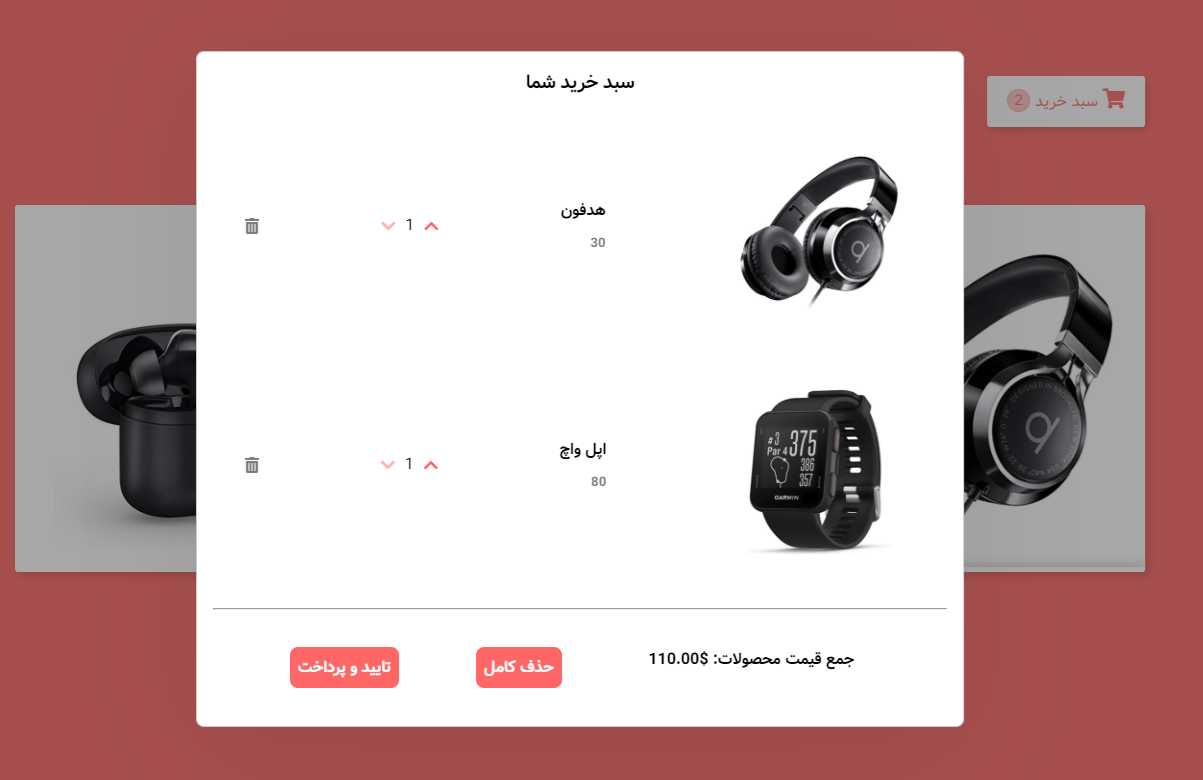 سبد خرید شما
سبد خرید 2
هدفون
30
1
# 3 375
Par 4
386
357
GARMIN
اپل واچ
80
1
جمع قیمت محصولات: 110.00$
حذف کامل
تایید و پرداخت